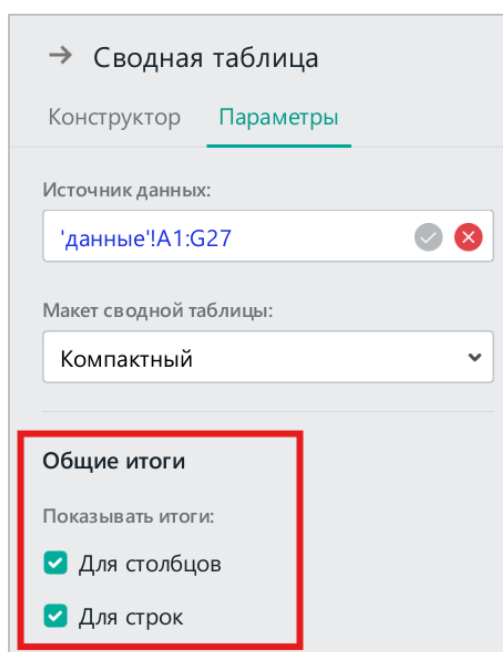 Сводная таблица
Конструктор Параметры
Источник данных:
'данные'!A1:G27
Макет сводной таблицы:
Компактный
Общие итоги
Показывать итоги:
Для столбцов
Для строк